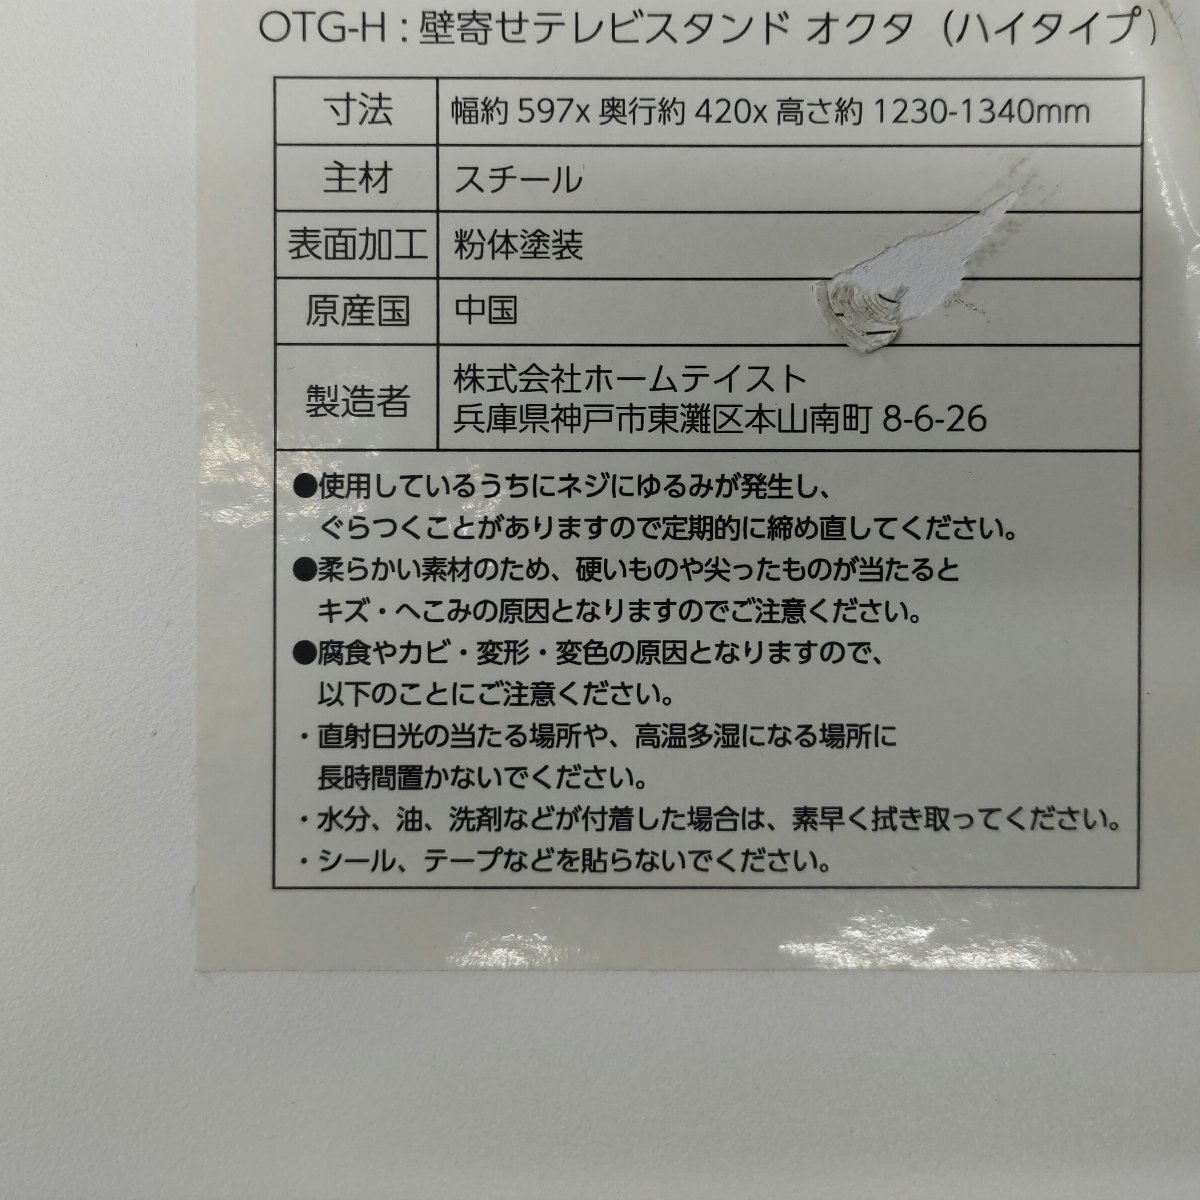 OTG-H : 壁寄せテレビスタンド オクタ（ハイタイプ）
寸法 幅約 597x 奥行約 420x 高さ約 1230-1340mm
主材 スチール
表面加工 粉体塗装
原産国 中国
製造者 株式会社ホームテイスト
兵庫県神戸市東灘区本山南町 8-6-26
●使用しているうちにネジにゆるみが発生し、
ぐらつくことがありますので定期的に締め直してください。
●柔らかい素材のため、硬いものや尖ったものが当たると
キズ・へこみの原因となりますのでご注意ください。
●腐食やカビ・変形・変色の原因となりますので、
以下のことにご注意ください。
・直射日光の当たる場所や、高温多湿になる場所に
長時間置かないでください。
・水分、油、洗剤などが付着した場合は、素早く拭き取ってください。
・シール、テープなどを貼らないでください。